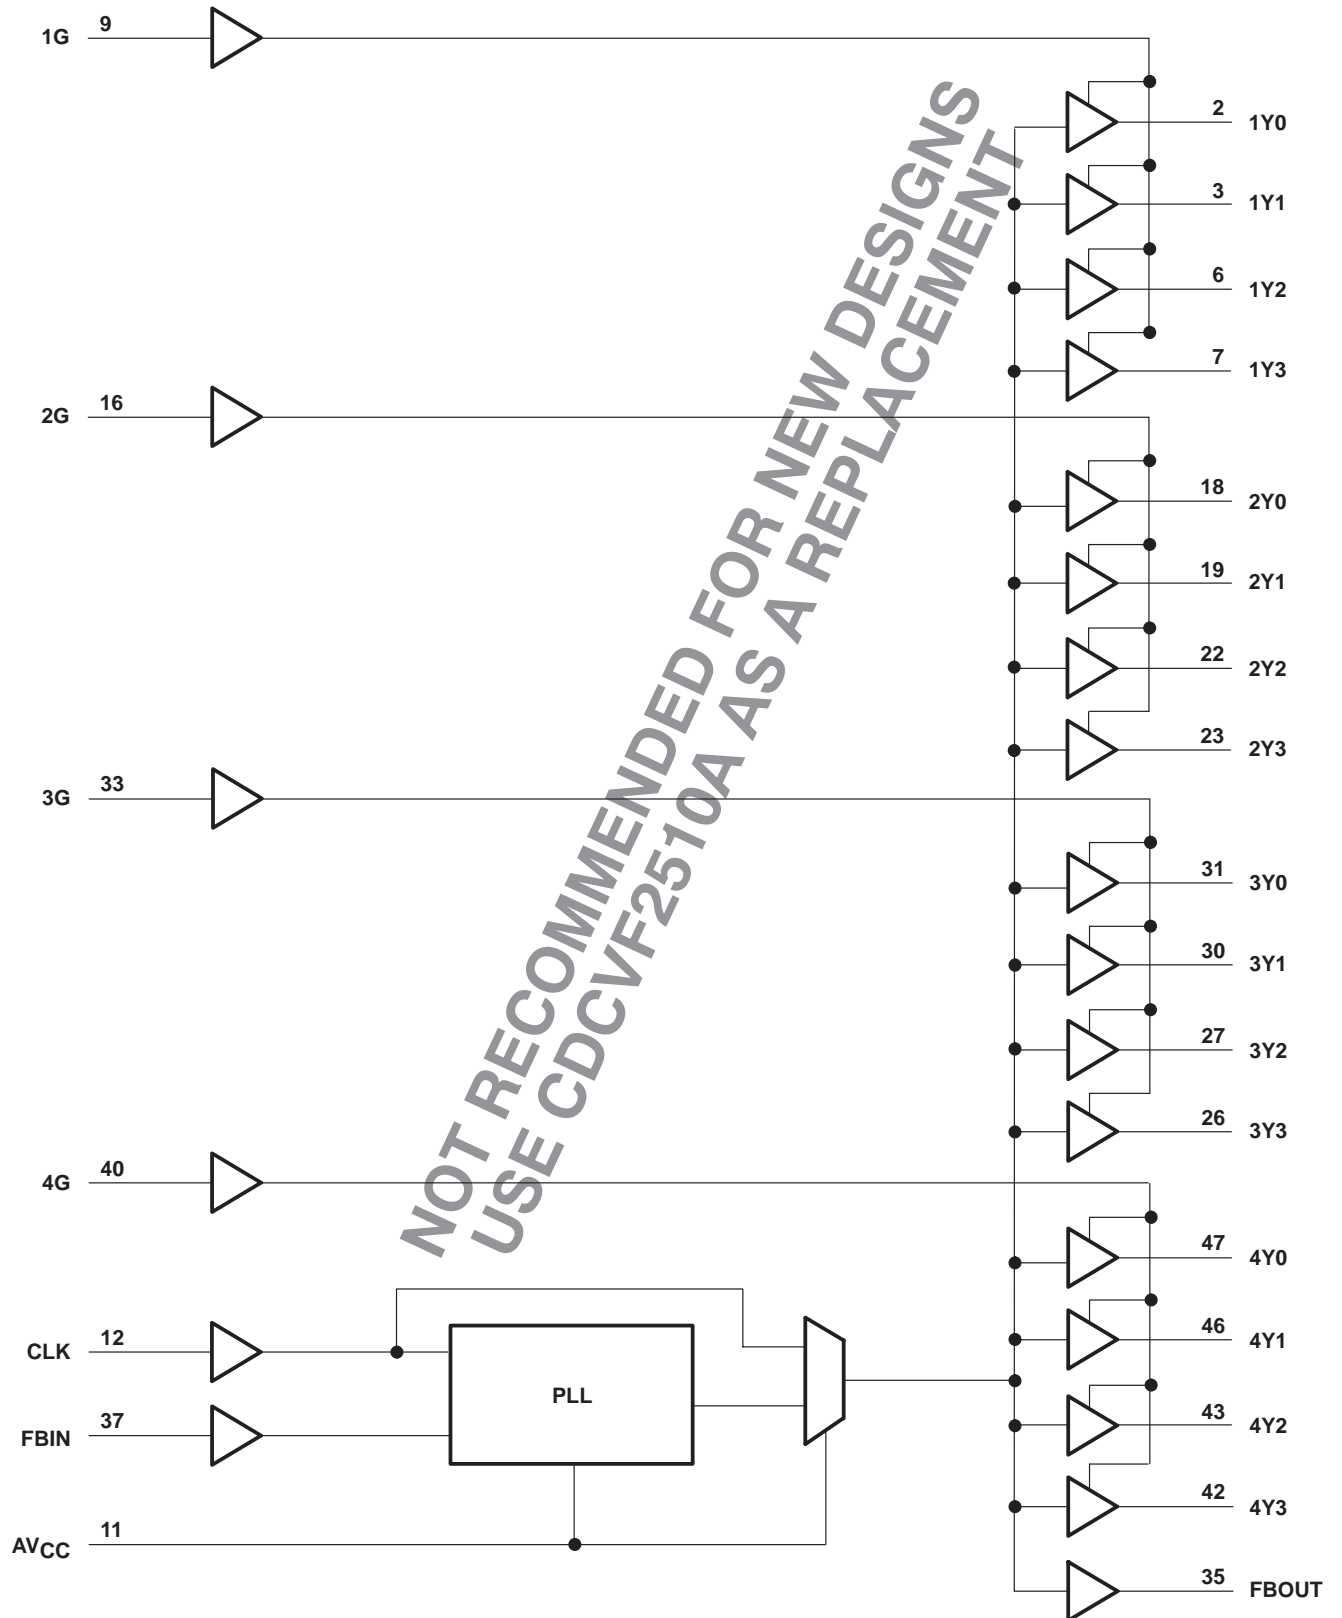 1G 9
2 1Y0
3 1Y1
6 1Y2
7 1Y3
2G 16
18 2Y0
19 2Y1
22 2Y2
23 2Y3
3G 33
31 3Y0
30 3Y1
27 3Y2
26 3Y3
4G 40
47 4Y0
46 4Y1
43 4Y2
42 4Y3
CLK 12
PLL
FBIN 37
AVCC 11
35 FBOUT
NOT RECOMMENDED FOR NEW DESIGNS
USE CDCVF2510A AS A REPLACEMENT